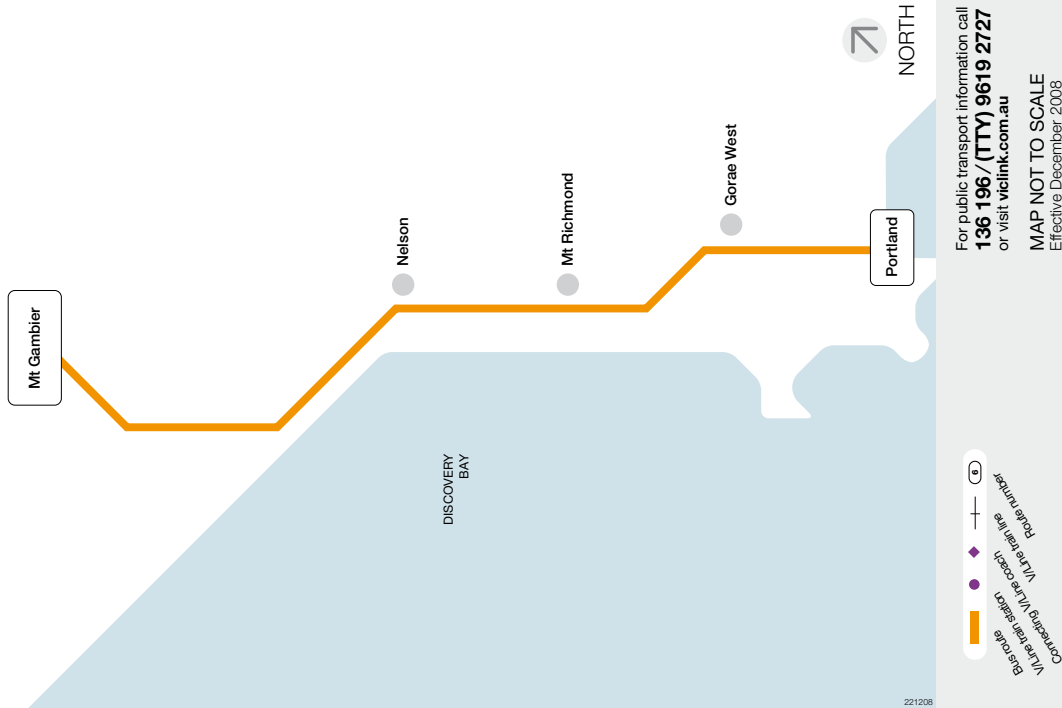 Mt Gambier
Nelson
Mt Richmond
Gorae West
Portland
DISCOVERY
BAY
NORTH
Bus route
V/Line train station
Connecting V/Line coach
V/Line train line
Route number
6
For public transport information call
136 196 / (TTY) 9619 2727
or visit viclink.com.au
MAP NOT TO SCALE
Effective December 2008
221208